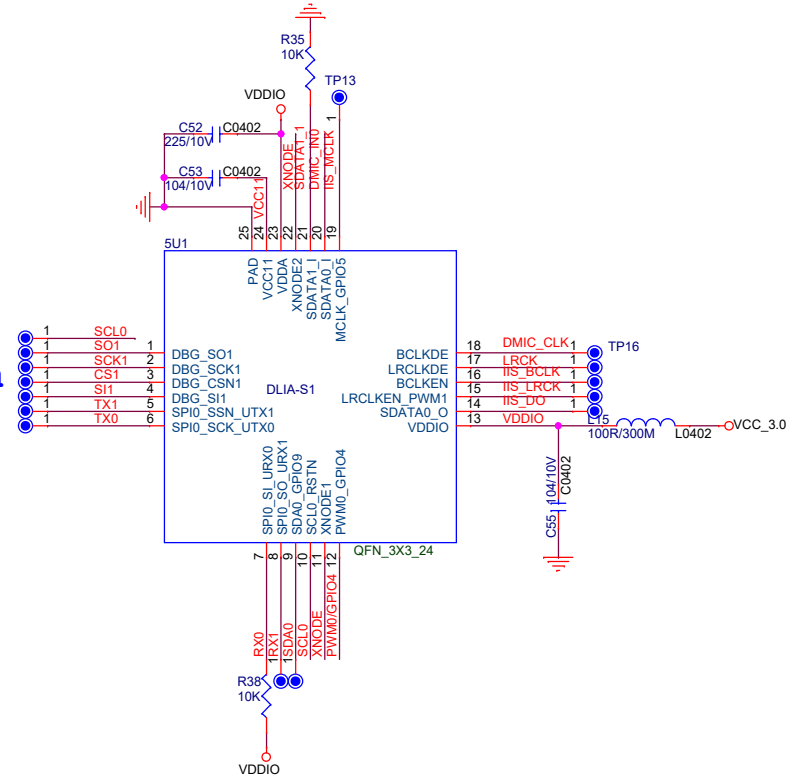 R35
10K
TP13
VDDIO
C52
C0402
225/10V
C53
C0402
104/10V
VCC11
XNODE
SDATA1_1
DMIC_IN0
IIS_MCLK
1
25
24
23
22
21
20
19
5U1
PAD
VCC11
VDDA
XNODE2
SDATA1_I
SDATA0_I
MCLK_GPIO5
1 SCL0
1 SO1 1 DBG_SO1
1 SCK1 2 DBG_SCK1
1 CS1 3 DBG_CSN1
1 SI1 4 DBG_SI1
1 TX1 5 SPI0_SSN_UTX1
1 TX0 6 SPI0_SCK_UTX0
DLIA-S1
BCLKDE 18 DMIC_CLK 1 TP16
LRCLKDE 17 LRCK 1
BCLKEN 16 IIS_BCLK 1
LRCLKEN_PWM1 15 IIS_LRCK 1
SDATA0_O 14 IIS_DO 1
VDDIO 13 VDDIO
L15
100R/300M
L0402
VCC_3.0
C55
104/10V
C0402
SPI0_SI_URX0
SPI0_SO_URX1
SDA0_GPIO9
SCL0_RSTN
XNODE1
PWM0_GPIO4
QFN_3X3_24
7
8
9
10
11
12
RX0
1 RX1
1 SDA0
SCL0
XNODE
PWM0/GPIO4
R38
10K
VDDIO